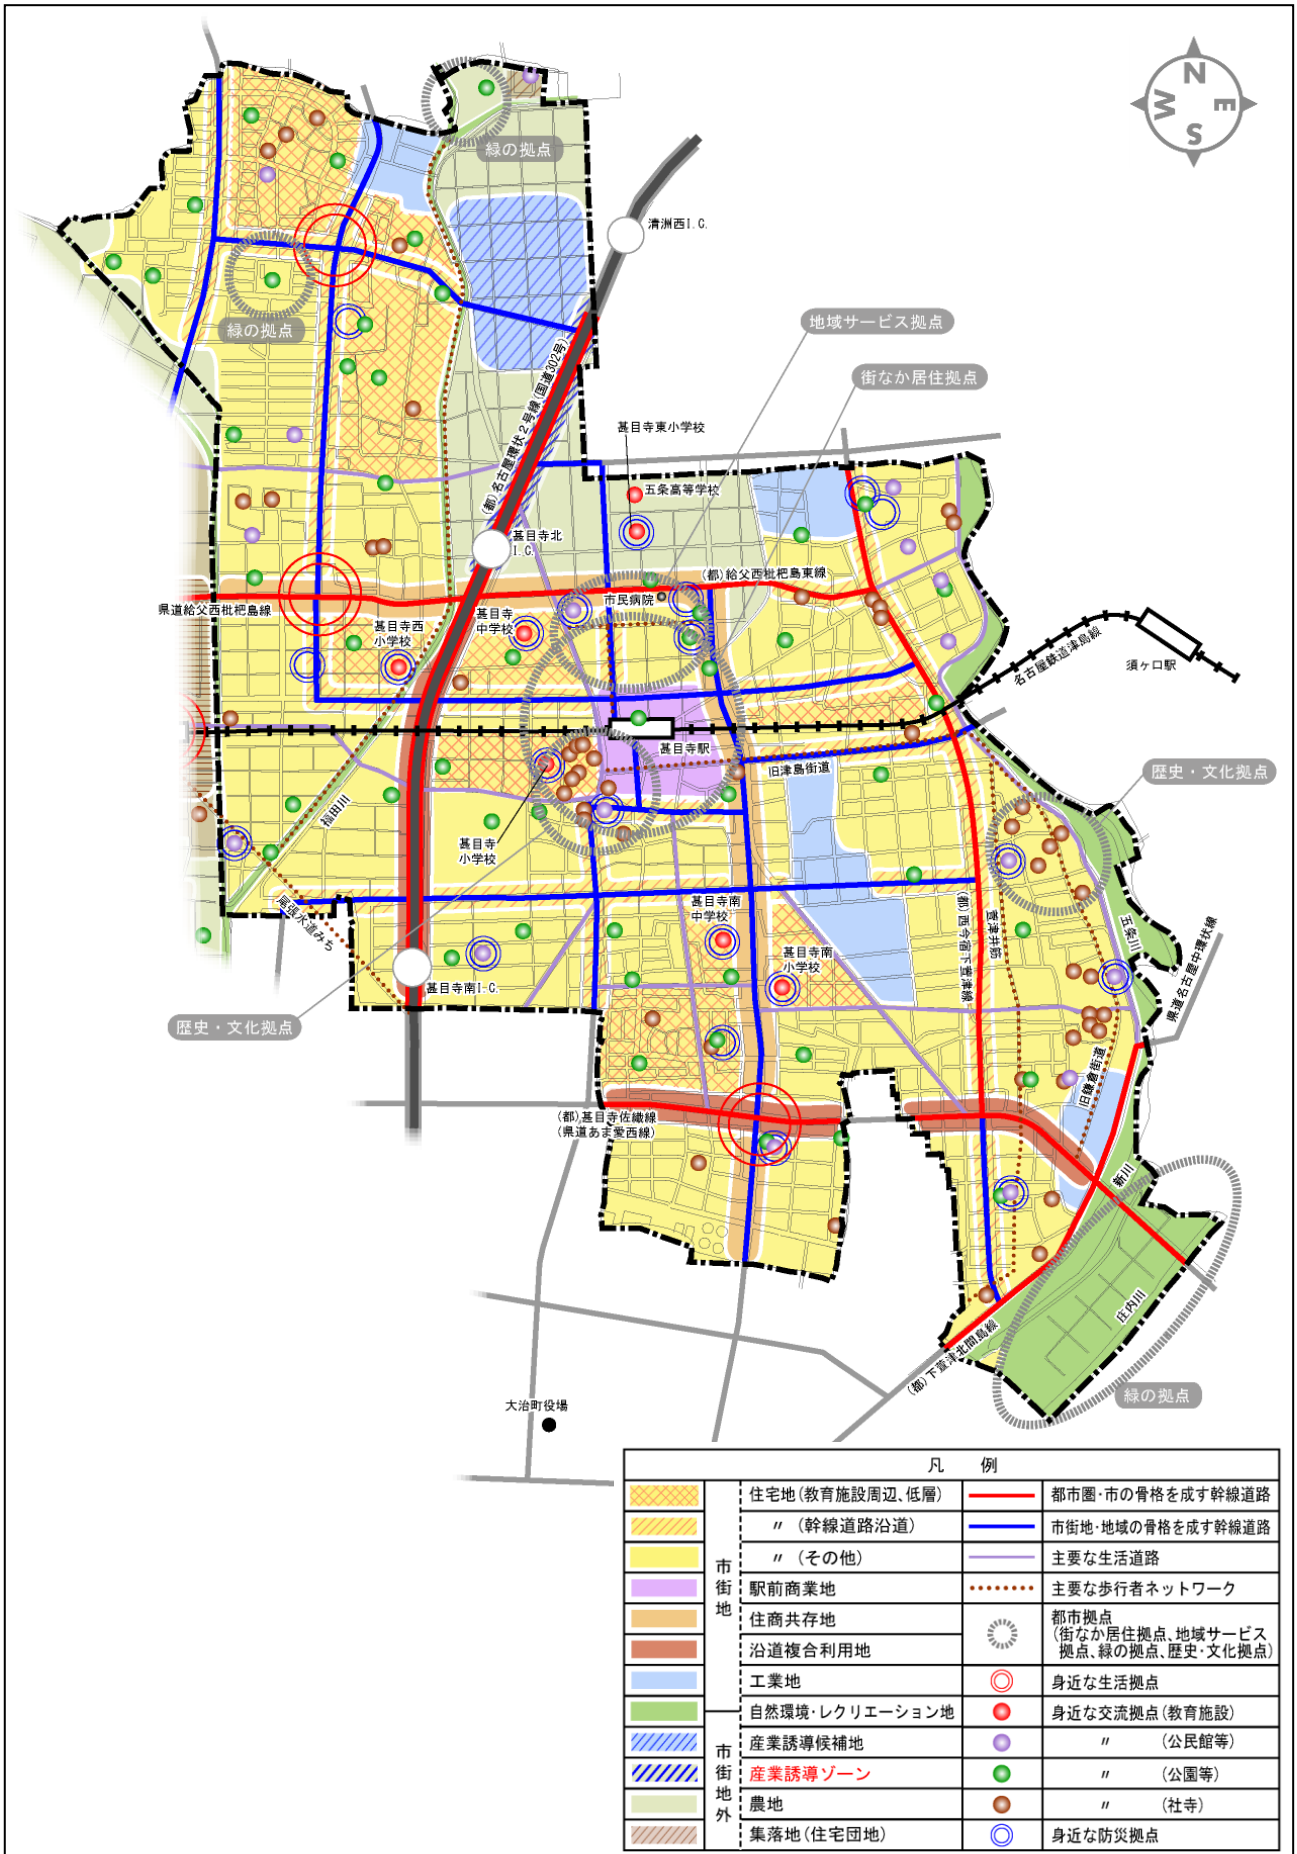 N
W
E
S
緑の拠点
清洲西I.C.
緑の拠点
地域サービス拠点
(都)名古屋環状2号線(国道302号)
街なか居住拠点
甚目寺東小学校
五条高等学校
甚目寺北
I.C.
(都)給父西枇杷島東線
市民病院
県道給父西枇杷島線
甚目寺
中学校
甚目寺西
小学校
名古屋鉄道津島線
須ヶ口駅
甚目寺駅
旧津島街道
歴史・文化拠点
福田川
甚目寺
小学校
尾張水道みち
甚目寺南
中学校
(都)西今宿下萱津線
萱津井筋
五条川
甚目寺南
小学校
県道名古屋中環状線
甚目寺南I.C.
歴史・文化拠点
旧鎌倉街道
(都)甚目寺佐織線
(県道あま愛西線)
新川
庄内川
(都)下萱津北間島線
緑の拠点
大治町役場
凡 例
市街地
住宅地(教育施設周辺、低層)
〃 (幹線道路沿道)
〃 (その他)
駅前商業地
住商共存地
沿道複合利用地
工業地
自然環境・レクリエーション地
市街地外
産業誘導候補地
産業誘導ゾーン
農地
集落地(住宅団地)
都市圏・市の骨格を成す幹線道路
市街地・地域の骨格を成す幹線道路
主要な生活道路
主要な歩行者ネットワーク
都市拠点
(街なか居住拠点、地域サービス
拠点、緑の拠点、歴史・文化拠点)
身近な生活拠点
身近な交流拠点(教育施設)
〃 (公民館等)
〃 (公園等)
〃 (社寺)
身近な防災拠点